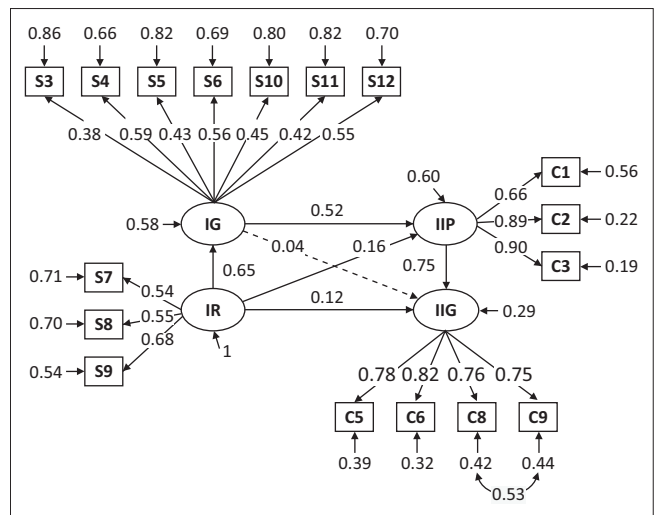 0.86 0.66 0.82 0.69 0.80 0.82 0.70
S3 S4 S5 S6 S10 S11 S12
0.38 0.59 0.43 0.56 0.45 0.42 0.55
0.60
C1 0.56
0.66
0.58 IG 0.52 IIP 0.89 C2 0.22
0.04 0.16 0.90
0.65 0.75 C3 0.19
0.71 S7 0.54
IR 0.12 IIG 0.29
0.70 S8 0.55
0.68 1
0.54 S9
0.78 0.82 0.76 0.75
C5 C6 C8 C9
0.39 0.32 0.42 0.44
0.53